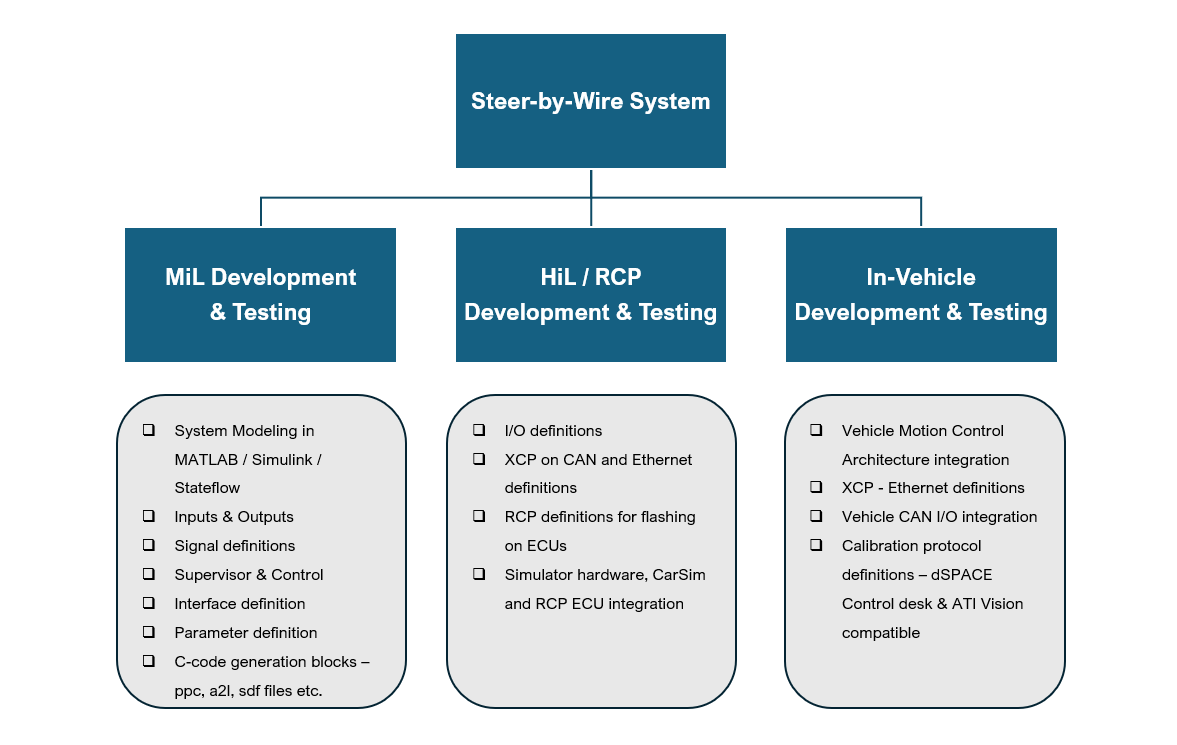 Steer-by-Wire System
MiL Development
& Testing
HiL / RCP
Development & Testing
In-Vehicle
Development & Testing
❑ System Modeling in
MATLAB / Simulink /
Stateflow
❑ Inputs & Outputs
❑ Signal definitions
❑ Supervisor & Control
❑ Interface definition
❑ Parameter definition
❑ C-code generation blocks –
ppc, a2l, sdf files etc.
❑ I/O definitions
❑ XCP on CAN and Ethernet
definitions
❑ RCP definitions for flashing
on ECUs
❑ Simulator hardware, CarSim
and RCP ECU integration
❑ Vehicle Motion Control
Architecture integration
❑ XCP - Ethernet definitions
❑ Vehicle CAN I/O integration
❑ Calibration protocol
definitions – dSPACE
Control desk & ATI Vision
compatible